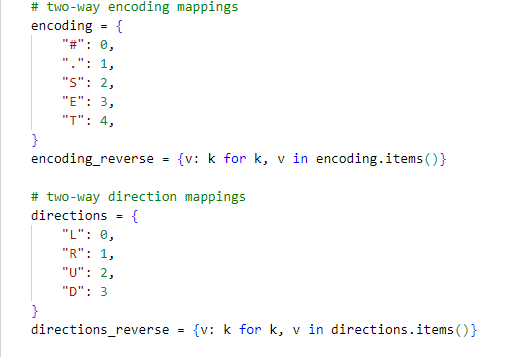 # two-way encoding mappings
encoding = {
    "#": 0,
    ".": 1,
    "S": 2,
    "E": 3,
    "T": 4,
}
encoding_reverse = {v: k for k, v in encoding.items()}

# two-way direction mappings
directions = {
    "L": 0,
    "R": 1,
    "U": 2,
    "D": 3
}
directions_reverse = {v: k for k, v in directions.items()}